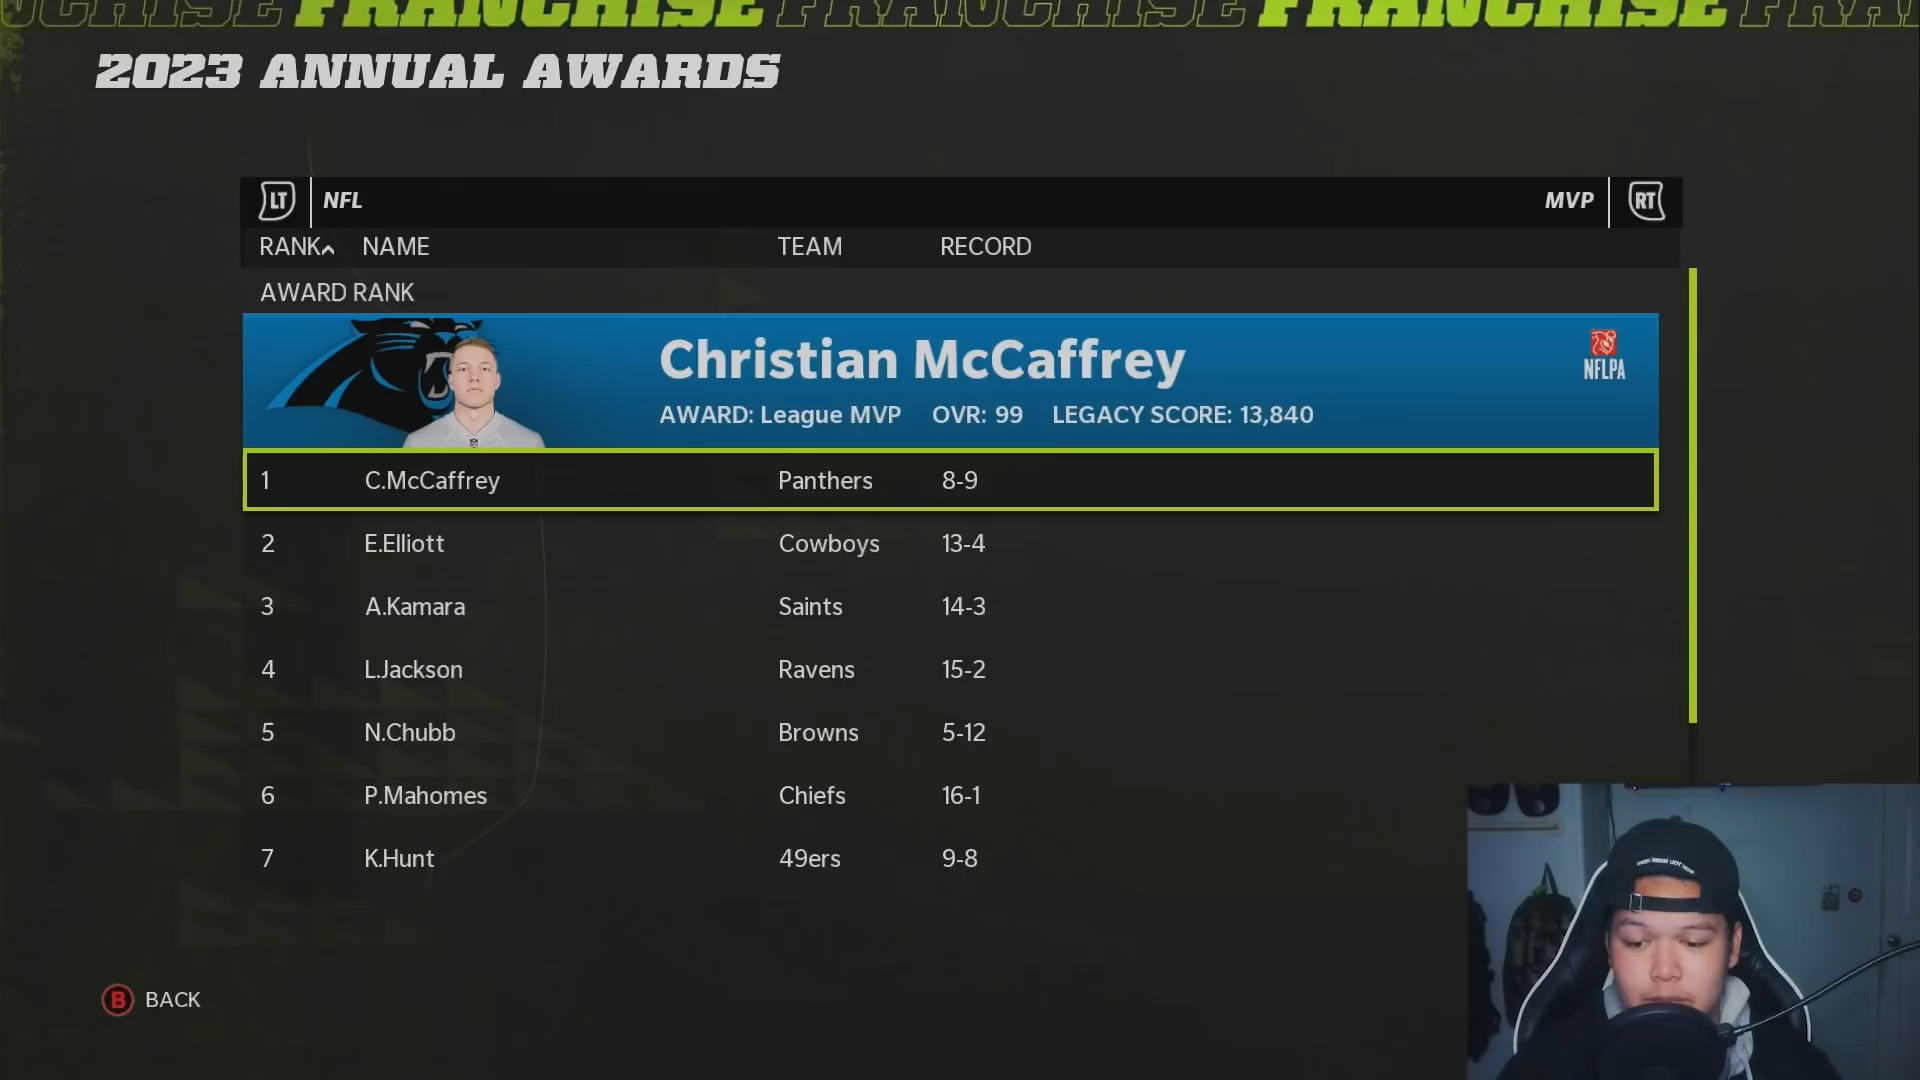 FRANCHISE FRANCHISE FRANCHISE
2023 ANNUAL AWARDS
LT NFL MVP RT
RANK NAME TEAM RECORD
AWARD RANK
Christian McCaffrey
NFLPA
AWARD: League MVP OVR: 99 LEGACY SCORE: 13,840
1 C.McCaffrey Panthers 8-9
2 E.Elliott Cowboys 13-4
3 A.Kamara Saints 14-3
4 L.Jackson Ravens 15-2
5 N.Chubb Browns 5-12
6 P.Mahomes Chiefs 16-1
7 K.Hunt 49ers 9-8
B BACK